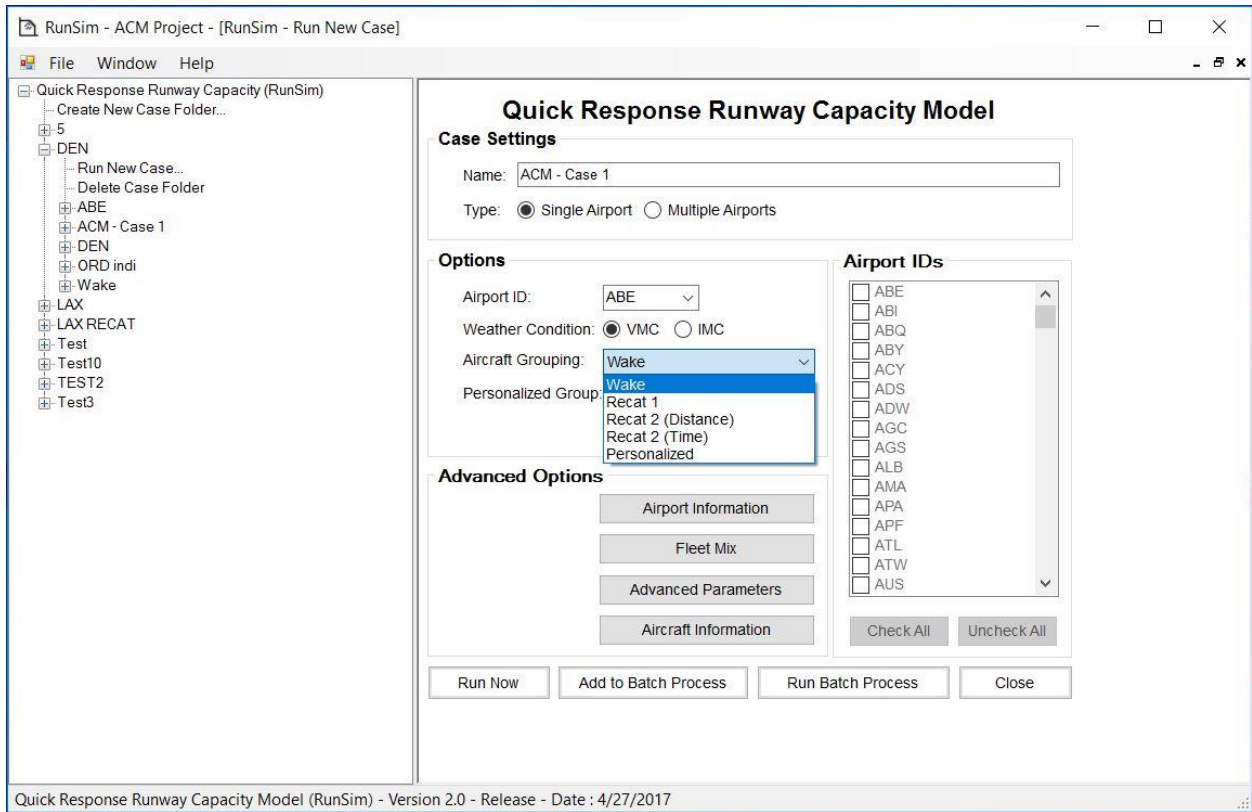 RunSim - ACM Project - [RunSim - Run New Case]
File Window Help
Quick Response Runway Capacity (RunSim)
Create New Case Folder...
5
DEN
Run New Case...
Delete Case Folder
ABE
ACM - Case 1
DEN
ORD indi
Wake
LAX
LAX RECAT
Test
Test10
TEST2
Test3
Quick Response Runway Capacity Model
Case Settings
Name: ACM - Case 1
Type: Single Airport Multiple Airports
Options
Airport ID: ABE
Weather Condition: VMC IMC
Aircraft Grouping: Wake
Personalized Group:
Wake
Recat 1
Recat 2 (Distance)
Recat 2 (Time)
Personalized
Airport IDs
ABE
ABI
ABQ
ABY
ACY
ADS
ADW
AGC
AGS
ALB
AMA
APA
APF
ATL
ATW
AUS
Check All Uncheck All
Advanced Options
Airport Information
Fleet Mix
Advanced Parameters
Aircraft Information
Run Now Add to Batch Process Run Batch Process Close
Quick Response Runway Capacity Model (RunSim) - Version 2.0 - Release - Date : 4/27/2017